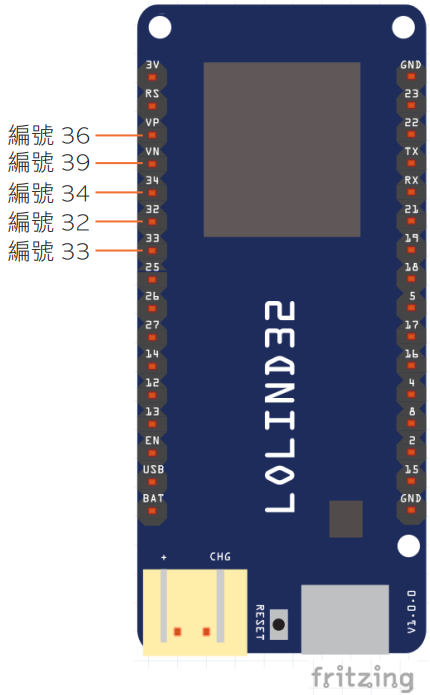 3V
RS
編號 36
VP
編號 39
VN
編號 34
34
編號 32
32
編號 33
33
25
26
27
14
12
13
EN
USB
BAT
GND
23
22
TX
RX
21
19
18
5
17
16
4
8
2
15
GND
LOLIND32
+
CHG
RESET
V1.0.0
fritzing